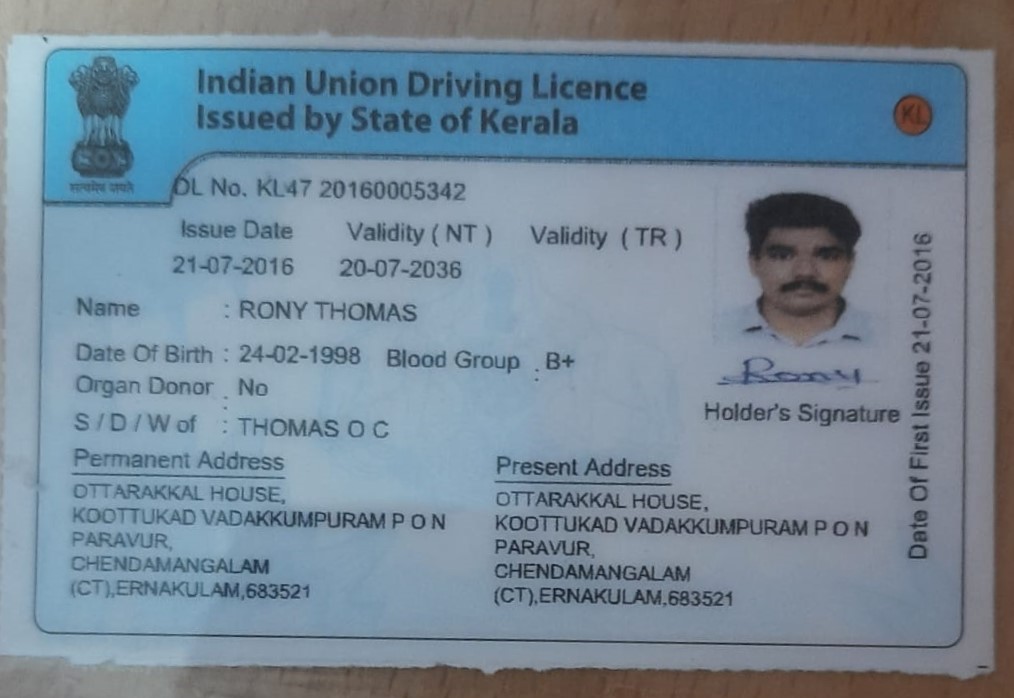 Indian Union Driving Licence
Issued by State of Kerala
KL
सत्यमेव जयते
DL No. KL47 20160005342
Issue Date Validity ( NT ) Validity ( TR )
21-07-2016 20-07-2036
Name : RONY THOMAS
Date Of Birth : 24-02-1998 Blood Group : B+
Organ Donor : No
S / D / W of : THOMAS O C
Rony
Holder's Signature
Date Of First Issue 21-07-2016
Permanent Address
OTTARAKKAL HOUSE,
KOOTTUKAD VADAKKUMPURAM P O N
PARAVUR,
CHENDAMANGALAM
(CT),ERNAKULAM,683521
Present Address
OTTARAKKAL HOUSE,
KOOTTUKAD VADAKKUMPURAM P O N
PARAVUR,
CHENDAMANGALAM
(CT),ERNAKULAM,683521